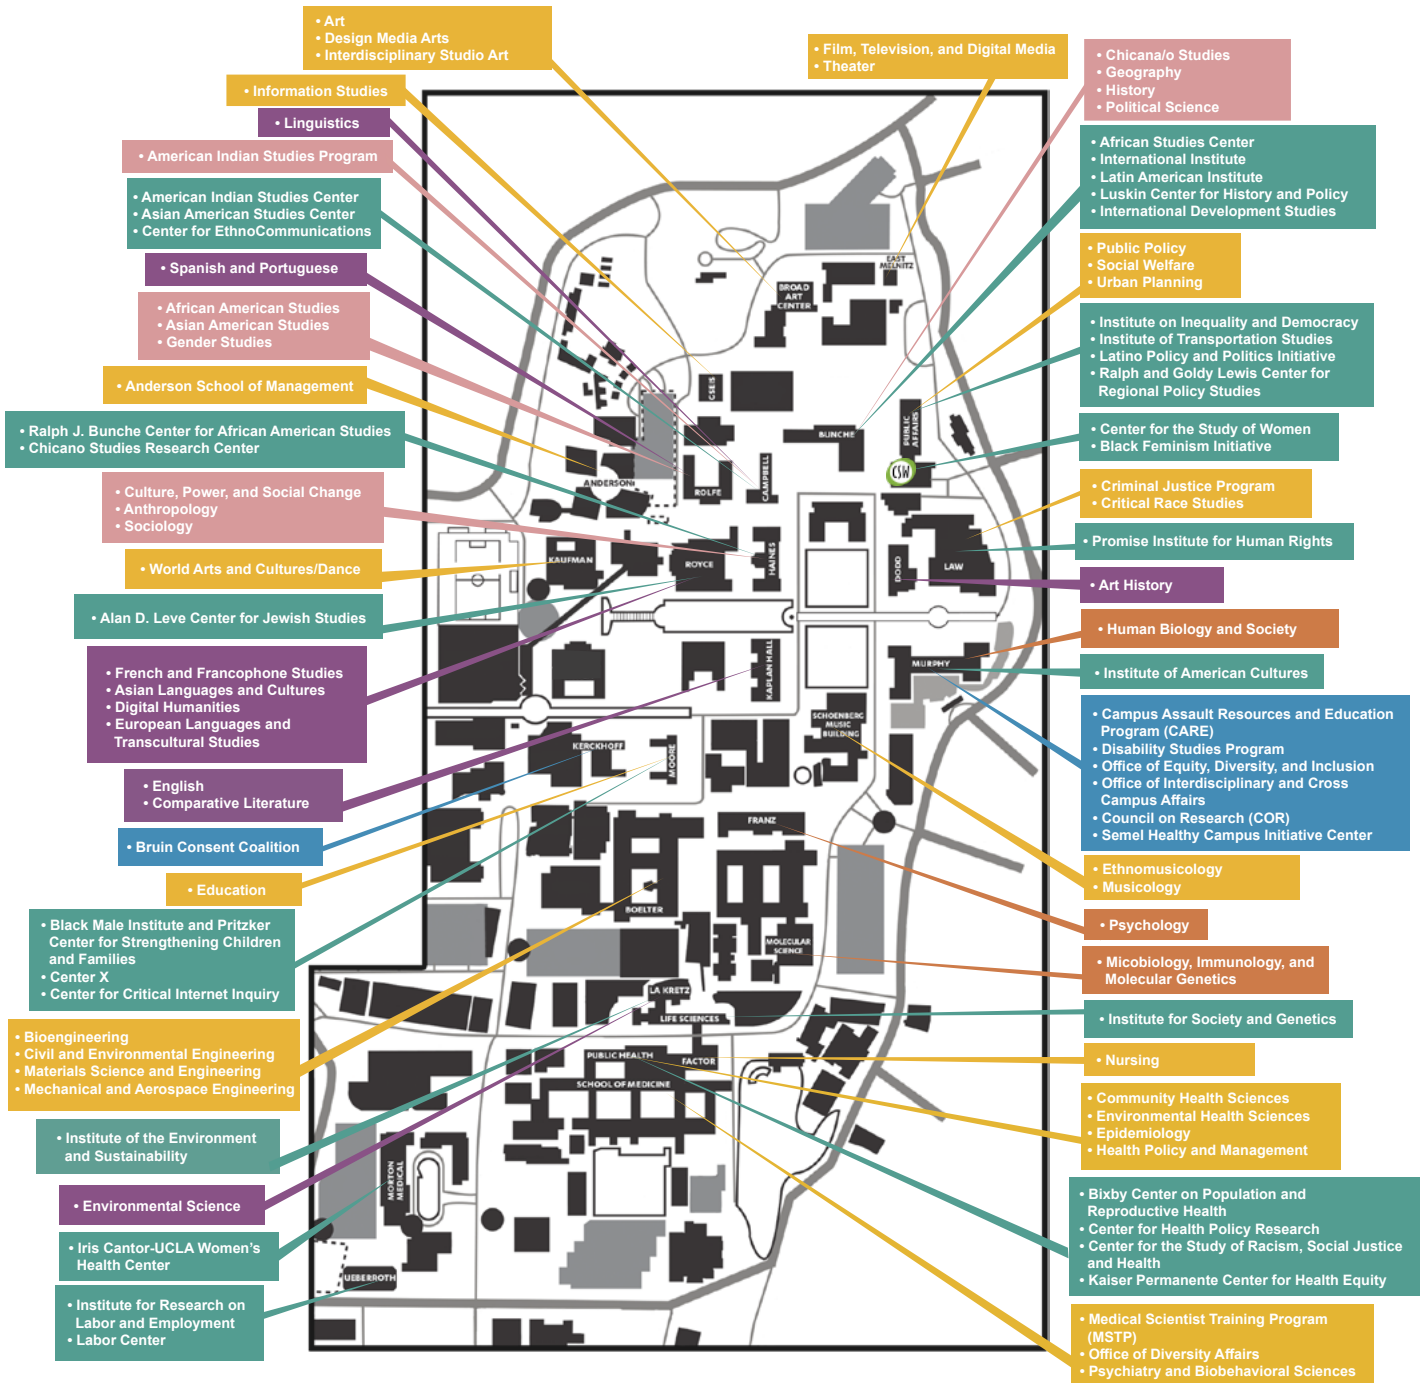 • Art
• Design Media Arts
• Interdisciplinary Studio Art
• Information Studies
• Linguistics
• American Indian Studies Program
• American Indian Studies Center
• Asian American Studies Center
• Center for EthnoCommunications
• Spanish and Portuguese
• African American Studies
• Asian American Studies
• Gender Studies
• Anderson School of Management
• Ralph J. Bunche Center for African American Studies
• Chicano Studies Research Center
• Culture, Power, and Social Change
• Anthropology
• Sociology
• World Arts and Cultures/Dance
• Alan D. Leve Center for Jewish Studies
• French and Francophone Studies
• Asian Languages and Cultures
• Digital Humanities
• European Languages and
Transcultural Studies
• English
• Comparative Literature
• Bruin Consent Coalition
• Education
• Black Male Institute and Pritzker
Center for Strengthening Children
and Families
• Center X
• Center for Critical Internet Inquiry
• Bioengineering
• Civil and Environmental Engineering
• Materials Science and Engineering
• Mechanical and Aerospace Engineering
• Institute of the Environment
and Sustainability
• Environmental Science
• Iris Cantor-UCLA Women's
Health Center
• Institute for Research on
Labor and Employment
• Labor Center
EAST
MELNITZ
BROAD
ART
CENTER
CSEIS
BUNCHE
PUBLIC
AFFAIRS
CSW
ANDERSON
ROLFE
CAMPBELL
KAUFMAN
ROYCE
HAINES
DODD
LAW
KAPLAN HALL
MURPHY
SCHOENBERG
MUSIC
BUILDING
KERCKHOFF
MOORE
FRANZ
BOELTER
MOLECULAR
SCIENCE
LA KRETZ
LIFE SCIENCES
PUBLIC HEALTH
FACTOR
SCHOOL OF MEDICINE
MORTON
MEDICAL
UEBERROTH
• Film, Television, and Digital Media
• Theater
• Chicana/o Studies
• Geography
• History
• Political Science
• African Studies Center
• International Institute
• Latin American Institute
• Luskin Center for History and Policy
• International Development Studies
• Public Policy
• Social Welfare
• Urban Planning
• Institute on Inequality and Democracy
• Institute of Transportation Studies
• Latino Policy and Politics Initiative
• Ralph and Goldy Lewis Center for
Regional Policy Studies
• Center for the Study of Women
• Black Feminism Initiative
• Criminal Justice Program
• Critical Race Studies
• Promise Institute for Human Rights
• Art History
• Human Biology and Society
• Institute of American Cultures
• Campus Assault Resources and Education
Program (CARE)
• Disability Studies Program
• Office of Equity, Diversity, and Inclusion
• Office of Interdisciplinary and Cross
Campus Affairs
• Council on Research (COR)
• Semel Healthy Campus Initiative Center
• Ethnomusicology
• Musicology
• Psychology
• Micobiology, Immunology, and
Molecular Genetics
• Institute for Society and Genetics
• Nursing
• Community Health Sciences
• Environmental Health Sciences
• Epidemiology
• Health Policy and Management
• Bixby Center on Population and
Reproductive Health
• Center for Health Policy Research
• Center for the Study of Racism, Social Justice
and Health
• Kaiser Permanente Center for Health Equity
• Medical Scientist Training Program
(MSTP)
• Office of Diversity Affairs
• Psychiatry and Biobehavioral Sciences